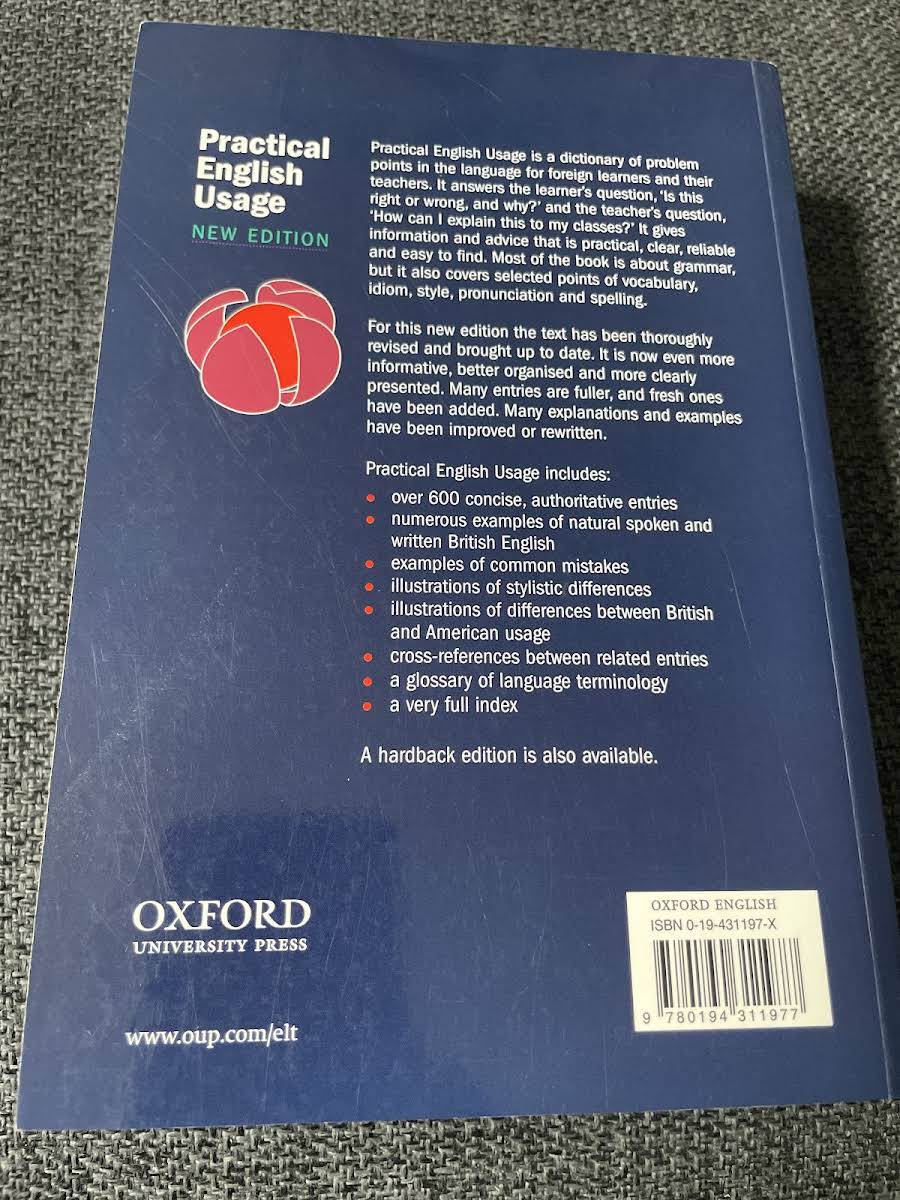 Practical
English
Usage
NEW EDITION
Practical English Usage is a dictionary of problem
points in the language for foreign learners and their
teachers. It answers the learner's question, 'Is this
right or wrong, and why?' and the teacher's question,
'How can I explain this to my classes?' It gives
information and advice that is practical, clear, reliable
and easy to find. Most of the book is about grammar,
but it also covers selected points of vocabulary,
idiom, style, pronunciation and spelling.
For this new edition the text has been thoroughly
revised and brought up to date. It is now even more
informative, better organised and more clearly
presented. Many entries are fuller, and fresh ones
have been added. Many explanations and examples
have been improved or rewritten.
Practical English Usage includes:
• over 600 concise, authoritative entries
• numerous examples of natural spoken and
written British English
• examples of common mistakes
• illustrations of stylistic differences
• illustrations of differences between British
and American usage
• cross-references between related entries
• a glossary of language terminology
• a very full index
A hardback edition is also available.
OXFORD
UNIVERSITY PRESS
www.oup.com/elt
OXFORD ENGLISH
ISBN 0-19-431197-X
9 780194 311977